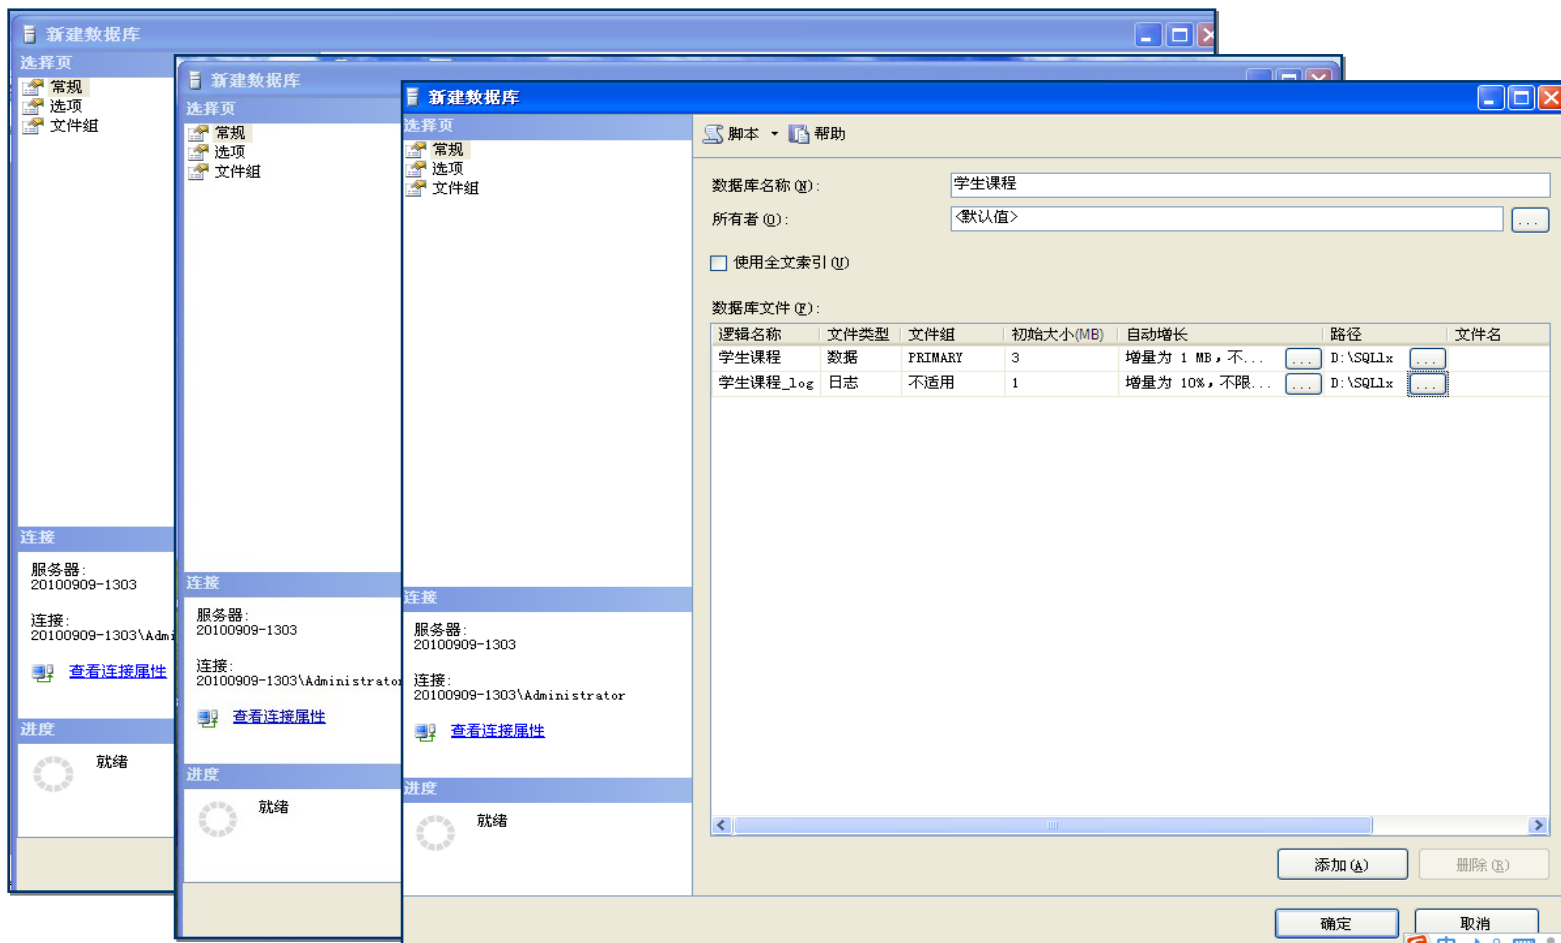 新建数据库
选择页
常规
选项
文件组
连接
服务器:
20100909-1303
连接:
20100909-1303\Admi
查看连接属性
进度
就绪
新建数据库
选择页
常规
选项
文件组
连接
服务器:
20100909-1303
连接:
20100909-1303\Administrator
查看连接属性
进度
就绪
新建数据库
选择页
常规
选项
文件组
连接
服务器:
20100909-1303
连接:
20100909-1303\Administrator
查看连接属性
进度
就绪
脚本 帮助
数据库名称(N): 学生课程
所有者(O): <默认值> ...
使用全文索引(U)
数据库文件(F):
逻辑名称 文件类型 文件组 初始大小(MB) 自动增长 路径 文件名
学生课程 数据 PRIMARY 3 增量为 1 MB，不... ... D:\SQLlx ...
学生课程_log 日志 不适用 1 增量为 10%，不限... ... D:\SQLlx ...
添加(A) 删除(R)
确定 取消